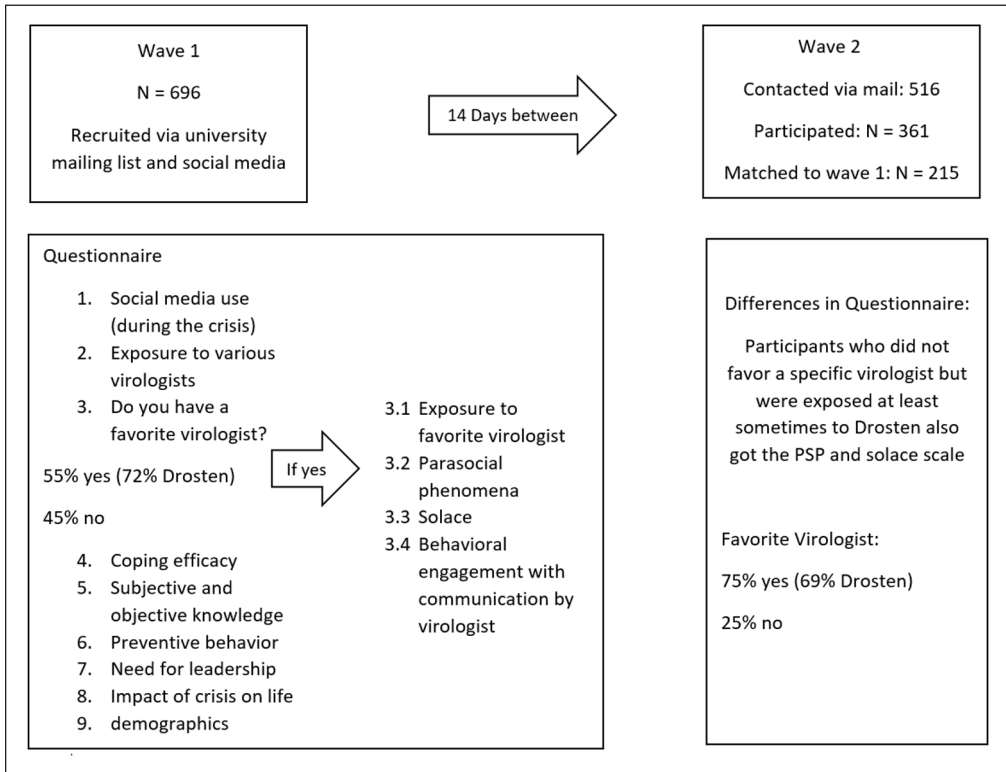 Wave 1
N = 696
Recruited via university
mailing list and social media
14 Days between
Wave 2
Contacted via mail: 516
Participated: N = 361
Matched to wave 1: N = 215
Questionnaire
1. Social media use
(during the crisis)
2. Exposure to various
virologists
3. Do you have a
favorite virologist?
55% yes (72% Drosten)
45% no
4. Coping efficacy
5. Subjective and
objective knowledge
6. Preventive behavior
7. Need for leadership
8. Impact of crisis on life
9. demographics
If yes
3.1 Exposure to
favorite virologist
3.2 Parasocial
phenomena
3.3 Solace
3.4 Behavioral
engagement with
communication by
virologist
Differences in Questionnaire:
Participants who did not
favor a specific virologist but
were exposed at least
sometimes to Drosten also
got the PSP and solace scale
Favorite Virologist:
75% yes (69% Drosten)
25% no